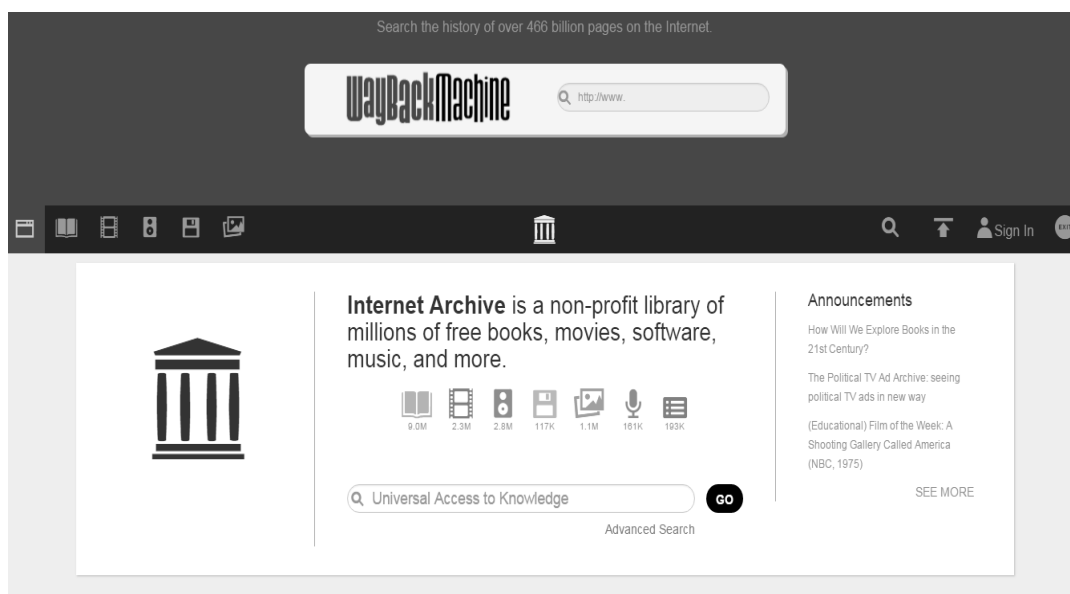 Search the history of over 466 billion pages on the Internet.
WayBackMachine
http://www.
Sign In
EXIT
Internet Archive is a non-profit library of
millions of free books, movies, software,
music, and more.
9.0M 2.3M 2.8M 117K 1.1M 161K 193K
Universal Access to Knowledge
GO
Advanced Search
Announcements
How Will We Explore Books in the
21st Century?
The Political TV Ad Archive: seeing
political TV ads in new way
(Educational) Film of the Week: A
Shooting Gallery Called America
(NBC, 1975)
SEE MORE